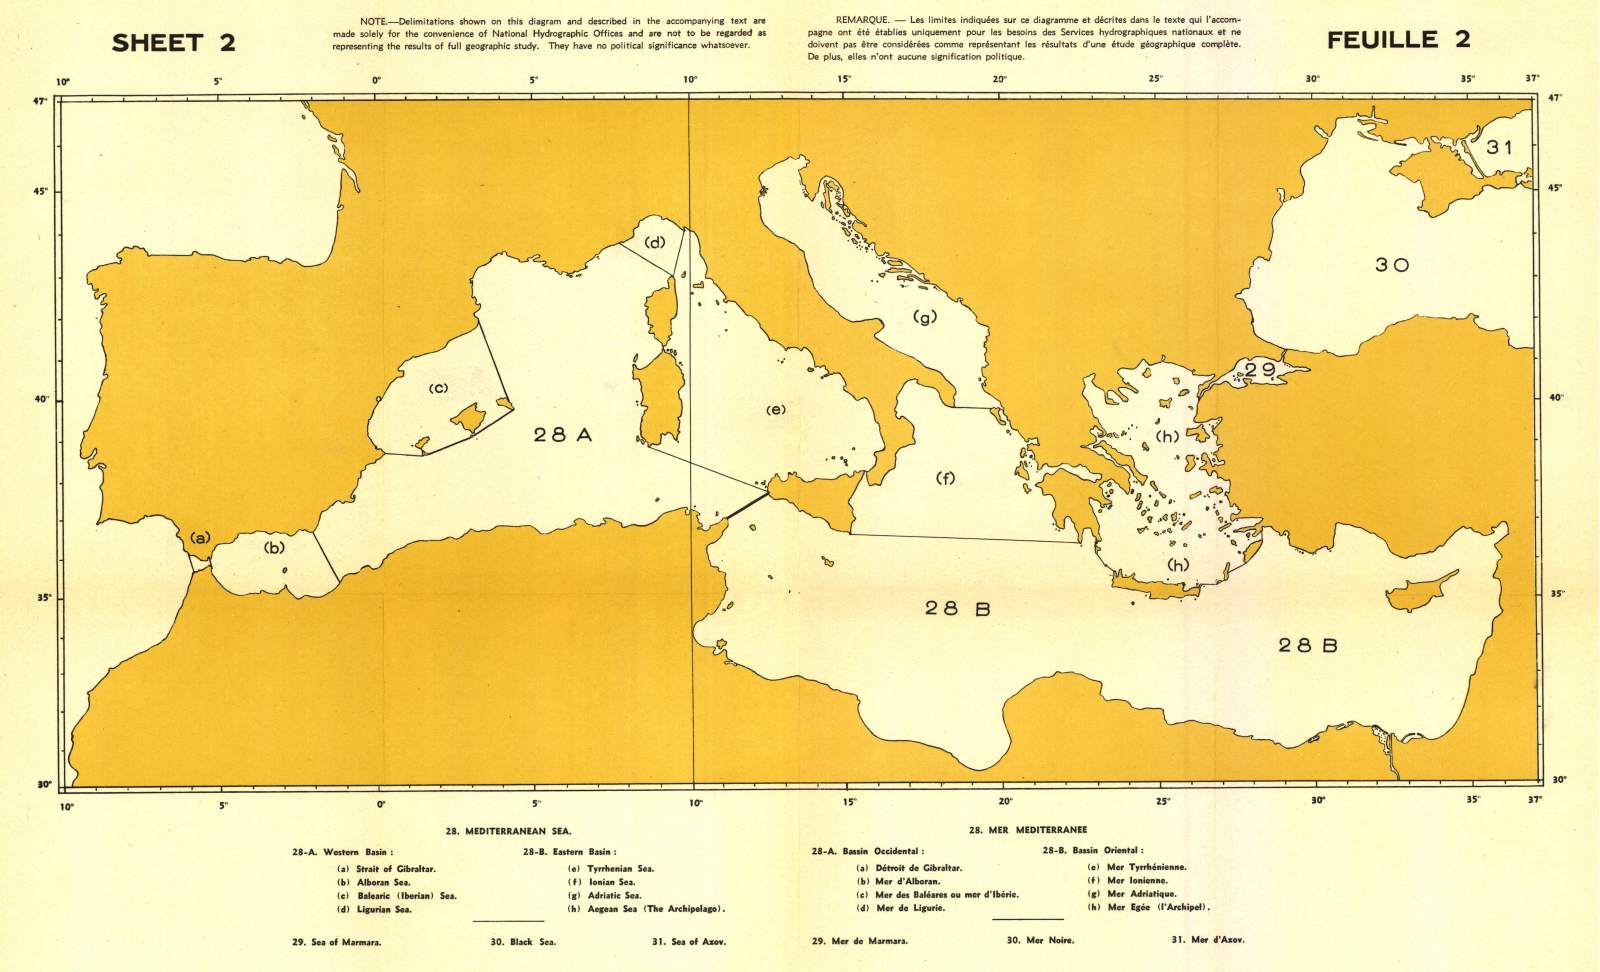 SHEET 2
NOTE.—Delimitations shown on this diagram and described in the accompanying text are
made solely for the convenience of National Hydrographic Offices and are not to be regarded as
representing the results of full geographic study. They have no political significance whatsoever.
REMARQUE. — Les limites indiquées sur ce diagramme et décrites dans le texte qui l'accom-
pagne ont été établies uniquement pour les besoins des Services hydrographiques nationaux et ne
doivent pas être considérées comme représentant les résultats d'une étude géographique complète.
De plus, elles n'ont aucune signification politique.
FEUILLE 2
10° 5° 0° 5° 10° 15° 20° 25° 30° 35° 37°
47° 47°
31
45° 45°
(d)
30
(g)
29
(c)
40° 40°
(e)
28 A
(h)
(f)
(a)
(b)
(h)
35° 35°
28 B
28 B
30° 30°
10° 5° 0° 5° 10° 15° 20° 25° 30° 35° 37°
28. MEDITERRANEAN SEA.
28-A. Western Basin : 28-B. Eastern Basin :
(a) Strait of Gibraltar. (e) Tyrrhenian Sea.
(b) Alboran Sea. (f) Ionian Sea.
(c) Balearic (Iberian) Sea. (g) Adriatic Sea.
(d) Ligurian Sea. (h) Aegean Sea (The Archipelago).
29. Sea of Marmara. 30. Black Sea. 31. Sea of Azov.
28. MER MEDITERRANEE
28-A. Bassin Occidental : 28-B. Bassin Oriental :
(a) Détroit de Gibraltar. (e) Mer Tyrrhénienne.
(b) Mer d'Alboran. (f) Mer Ionienne.
(c) Mer des Baléares ou mer d'Ibérie. (g) Mer Adriatique.
(d) Mer de Ligurie. (h) Mer Egée (l'Archipel).
29. Mer de Marmara. 30. Mer Noire. 31. Mer d'Azov.